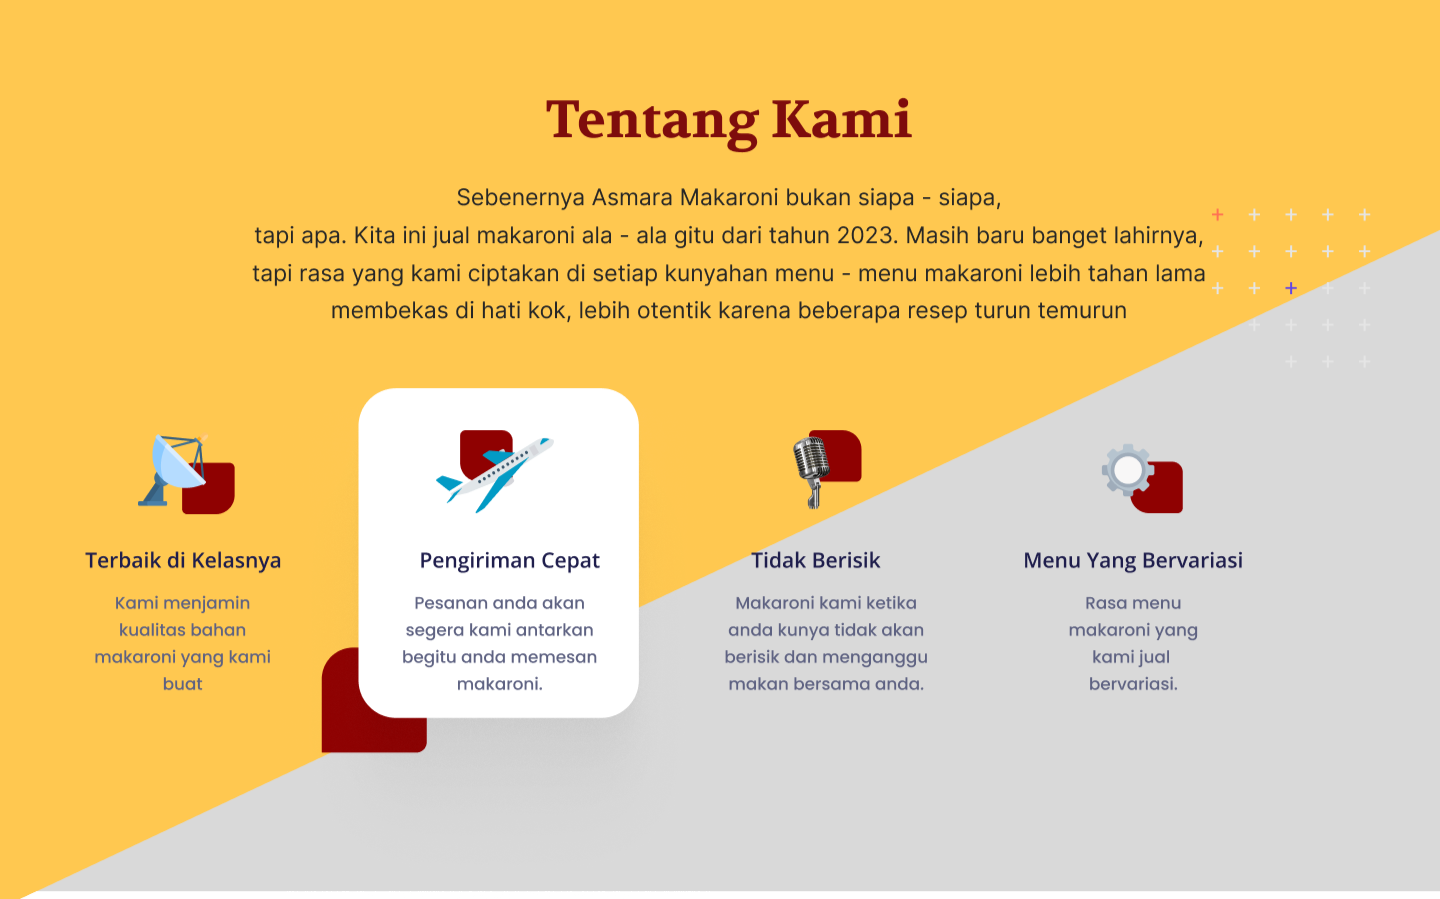 Tentang Kami
Sebenernya Asmara Makaroni bukan siapa - siapa,
tapi apa. Kita ini jual makaroni ala - ala gitu dari tahun 2023. Masih baru banget lahirnya,
tapi rasa yang kami ciptakan di setiap kunyahan menu - menu makaroni lebih tahan lama
membekas di hati kok, lebih otentik karena beberapa resep turun temurun
Terbaik di Kelasnya
Kami menjamin
kualitas bahan
makaroni yang kami
buat
Pengiriman Cepat
Pesanan anda akan
segera kami antarkan
begitu anda memesan
makaroni.
Tidak Berisik
Makaroni kami ketika
anda kunya tidak akan
berisik dan menganggu
makan bersama anda.
Menu Yang Bervariasi
Rasa menu
makaroni yang
kami jual
bervariasi.